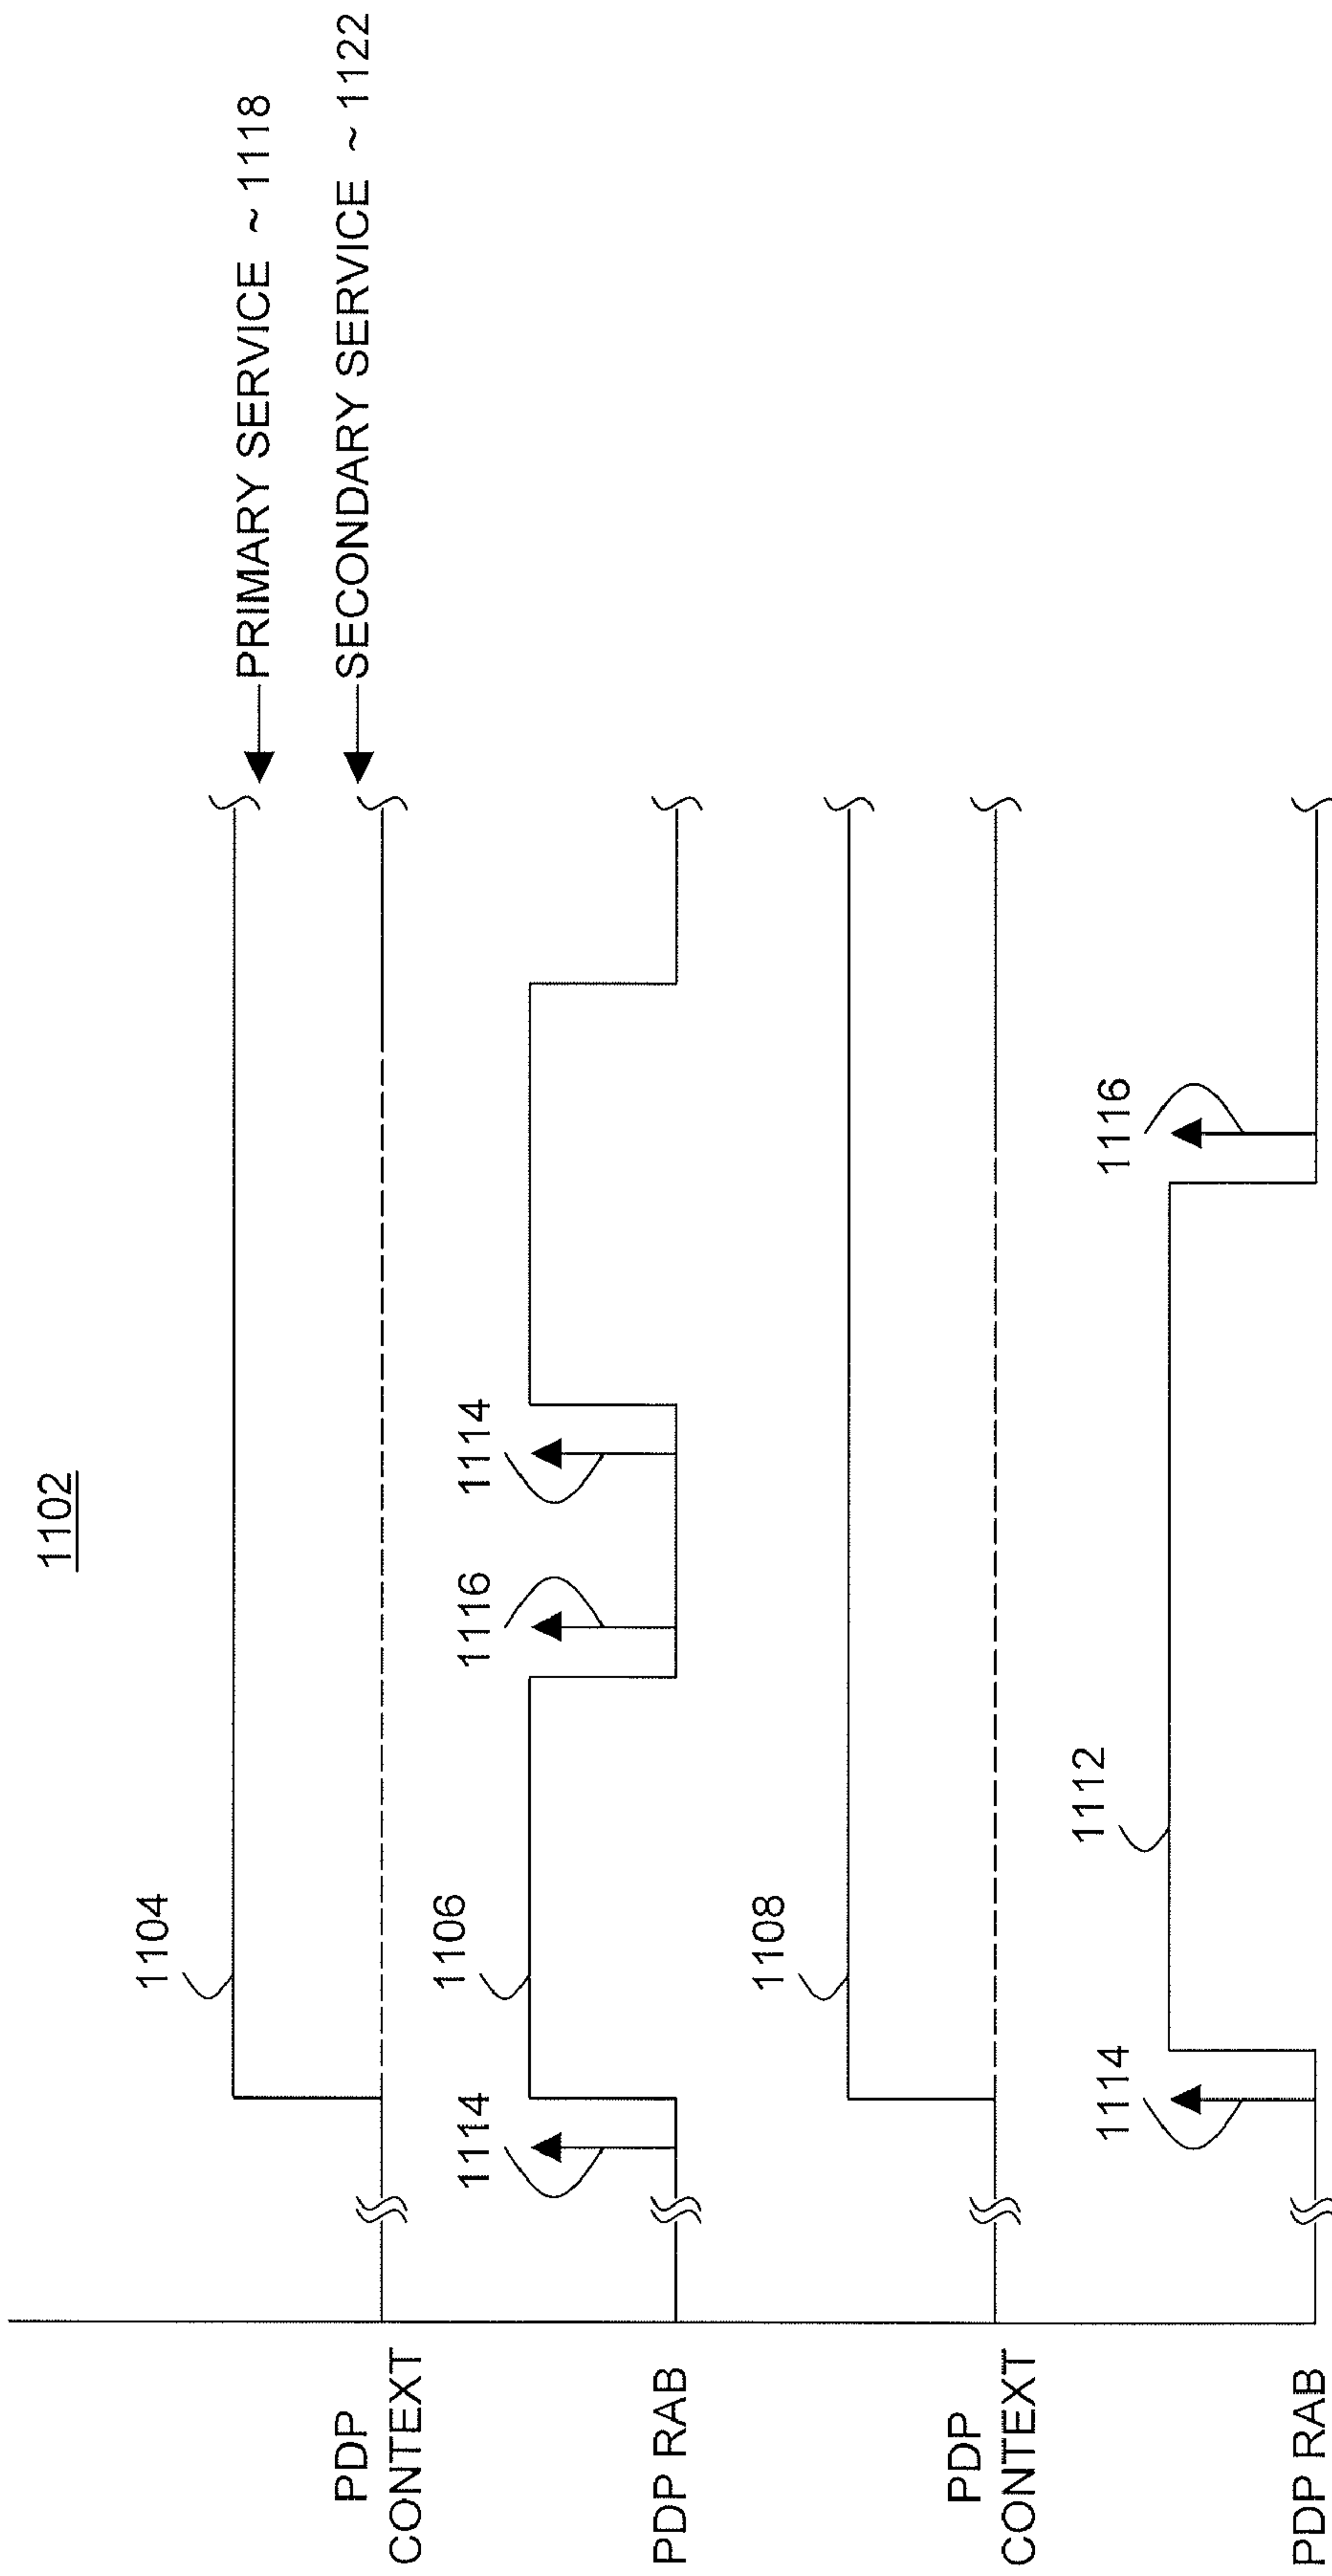 1102
PRIMARY SERVICE ~ 1118
SECONDARY SERVICE ~ 1122
1104
PDP
CONTEXT
1114
1106
1116
1114
PDP RAB
1108
PDP
CONTEXT
1114
1112
1116
PDP RAB